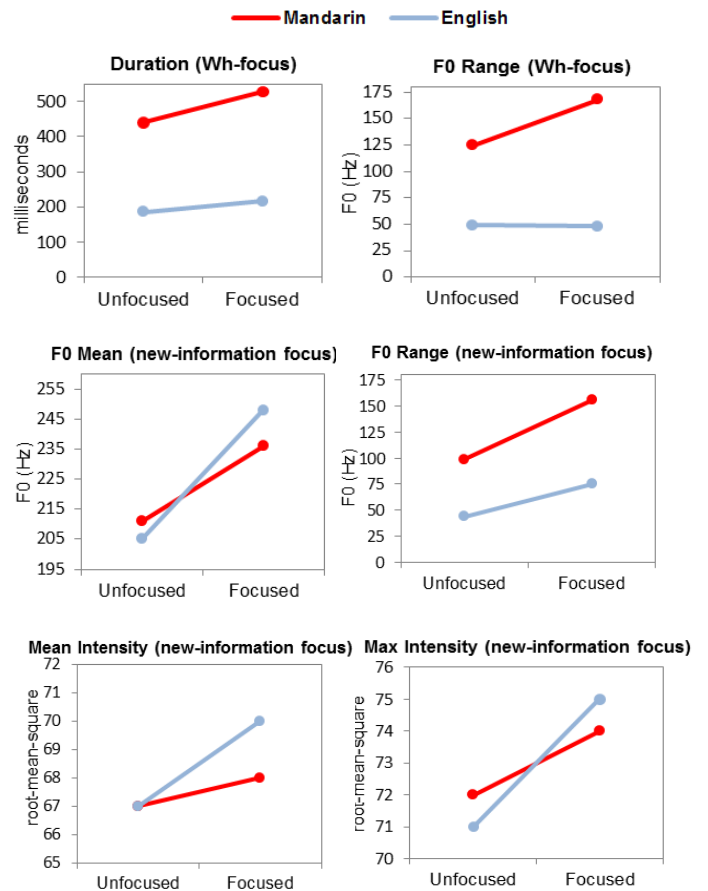 Mandarin English
Duration (Wh-focus)
milliseconds
500
400
300
200
100
0
Unfocused Focused
F0 Range (Wh-focus)
F0 (Hz)
175
150
125
100
75
50
25
0
Unfocused Focused
F0 Mean (new-information focus)
F0 (Hz)
255
245
235
225
215
205
195
Unfocused Focused
F0 Range (new-information focus)
F0 (Hz)
175
150
125
100
75
50
25
0
Unfocused Focused
Mean Intensity (new-information focus)
root-mean-square
72
71
70
69
68
67
66
65
Unfocused Focused
Max Intensity (new-information focus)
root-mean-square
76
75
74
73
72
71
70
Unfocused Focused